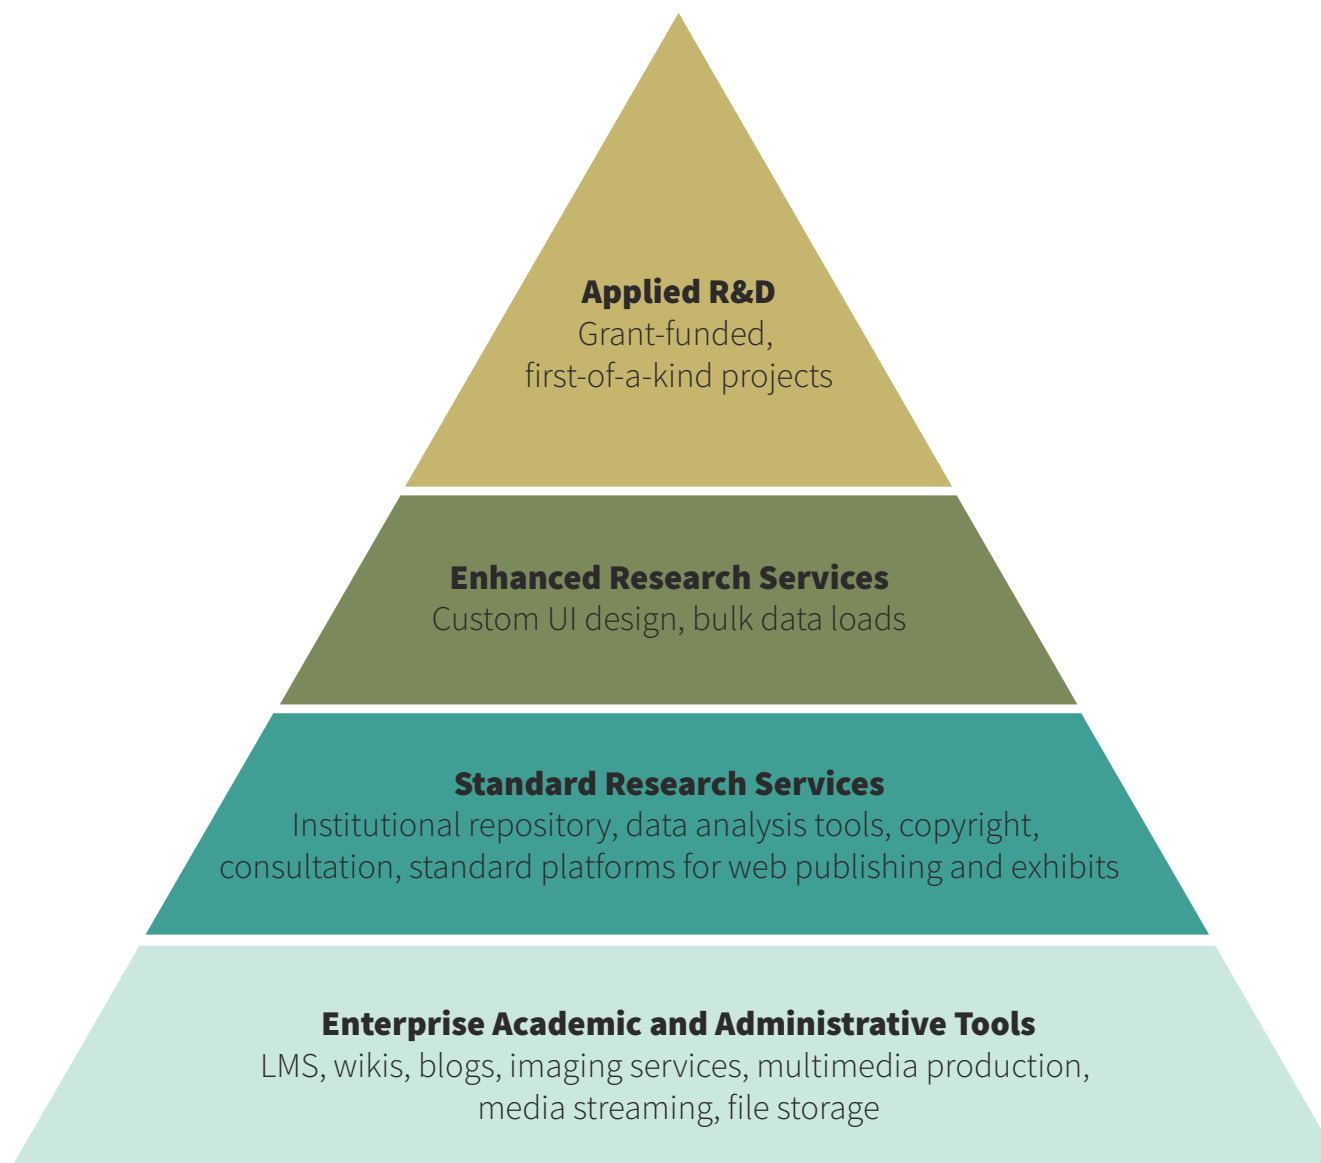 Applied R&D
Grant-funded,
first-of-a-kind projects
Enhanced Research Services
Custom UI design, bulk data loads
Standard Research Services
Institutional repository, data analysis tools, copyright,
consultation, standard platforms for web publishing and exhibits
Enterprise Academic and Administrative Tools
LMS, wikis, blogs, imaging services, multimedia production,
media streaming, file storage